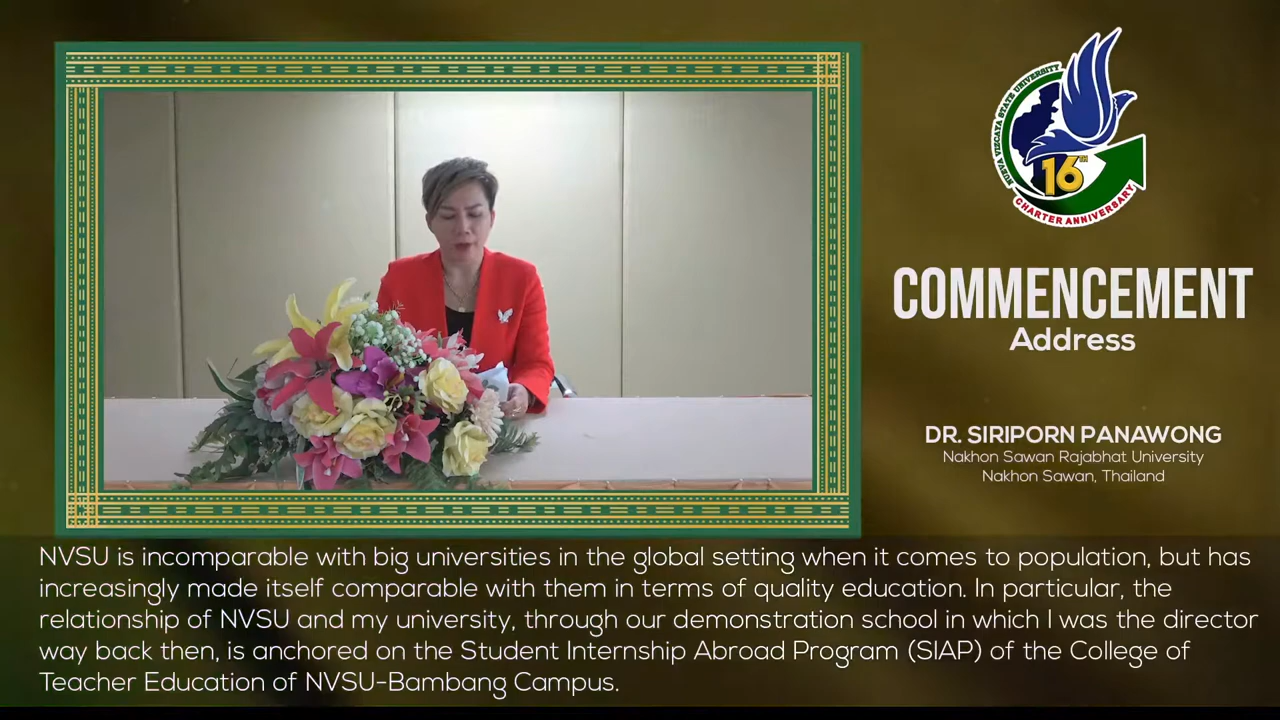 NUEVA VIZCAYA STATE UNIVERSITY
16TH
CHARTER ANNIVERSARY
COMMENCEMENT
Address
DR. SIRIPORN PANAWONG
Nakhon Sawan Rajabhat University
Nakhon Sawan, Thailand
NVSU is incomparable with big universities in the global setting when it comes to population, but has
increasingly made itself comparable with them in terms of quality education. In particular, the
relationship of NVSU and my university, through our demonstration school in which I was the director
way back then, is anchored on the Student Internship Abroad Program (SIAP) of the College of
Teacher Education of NVSU-Bambang Campus.